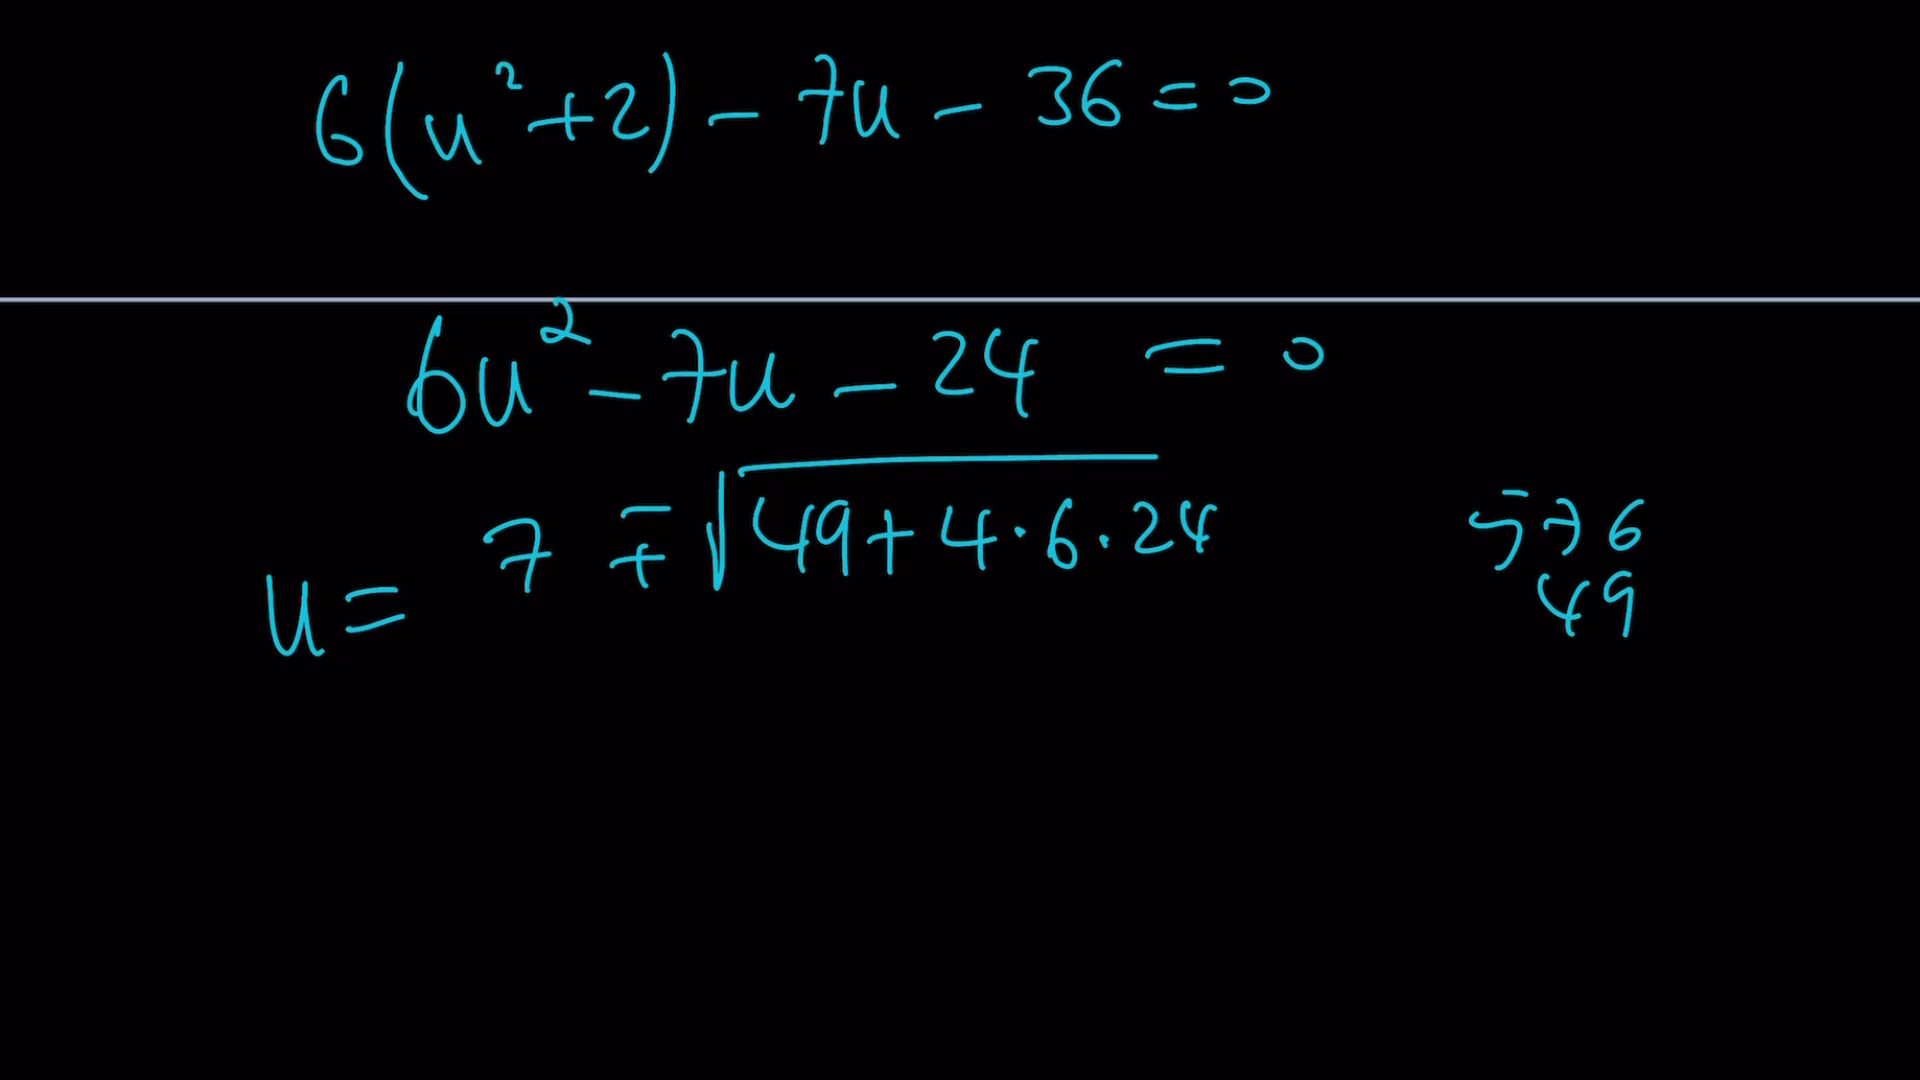 6(u²+2) - 7u - 36 = 0
6u² - 7u - 24 = 0
u = 7 ∓ √49+4·6·24
576
49